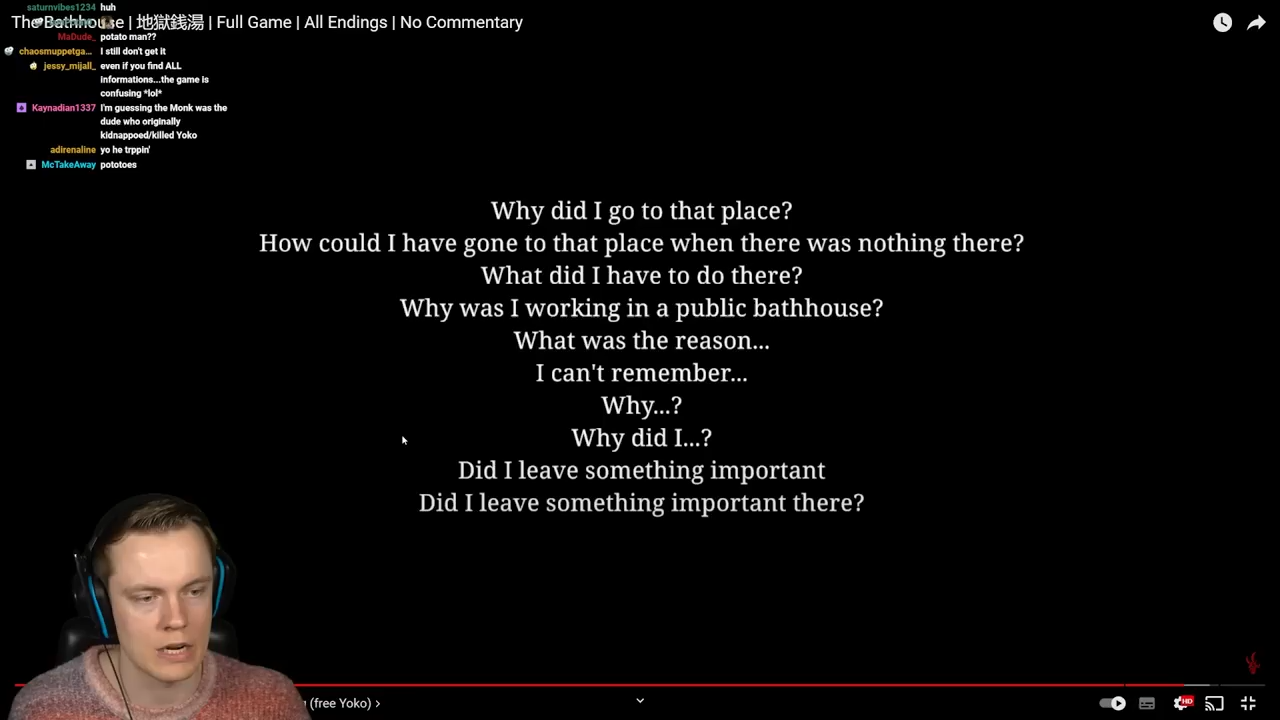 saturnvibes1234 huh
The Bathhouse | 地獄銭湯 | Full Game | All Endings | No Commentary
MaDude_ potato man??
chaosmuppetga... I still don't get it
jessy_mijall_ even if you find ALL
informations...the game is
confusing *lol*
Kaynadian1337 I'm guessing the Monk was the
dude who originally
kidnappoed/killed Yoko
adirenaline yo he trppin'
McTakeAway pototoes
Why did I go to that place?
How could I have gone to that place when there was nothing there?
What did I have to do there?
Why was I working in a public bathhouse?
What was the reason...
I can't remember...
Why...?
Why did I...?
Did I leave something important
Did I leave something important there?
(free Yoko)
HD